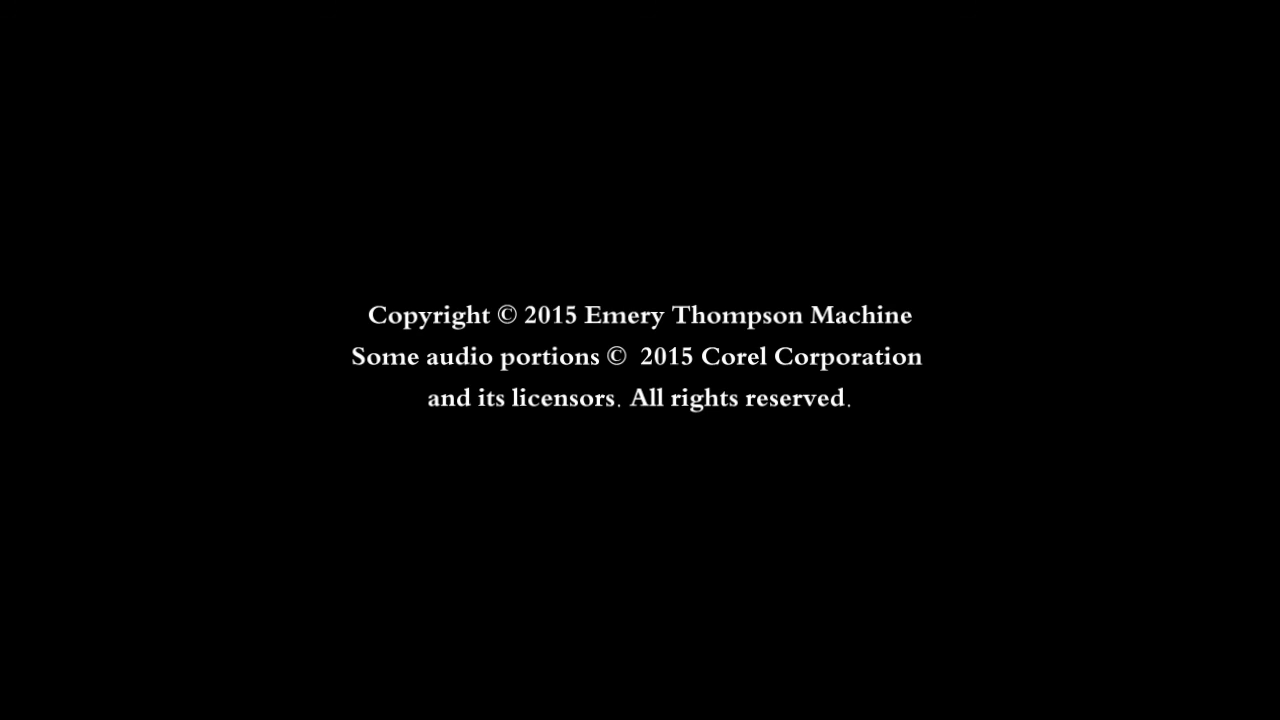 Copyright © 2015 Emery Thompson Machine
Some audio portions ©  2015 Corel Corporation
and its licensors. All rights reserved.